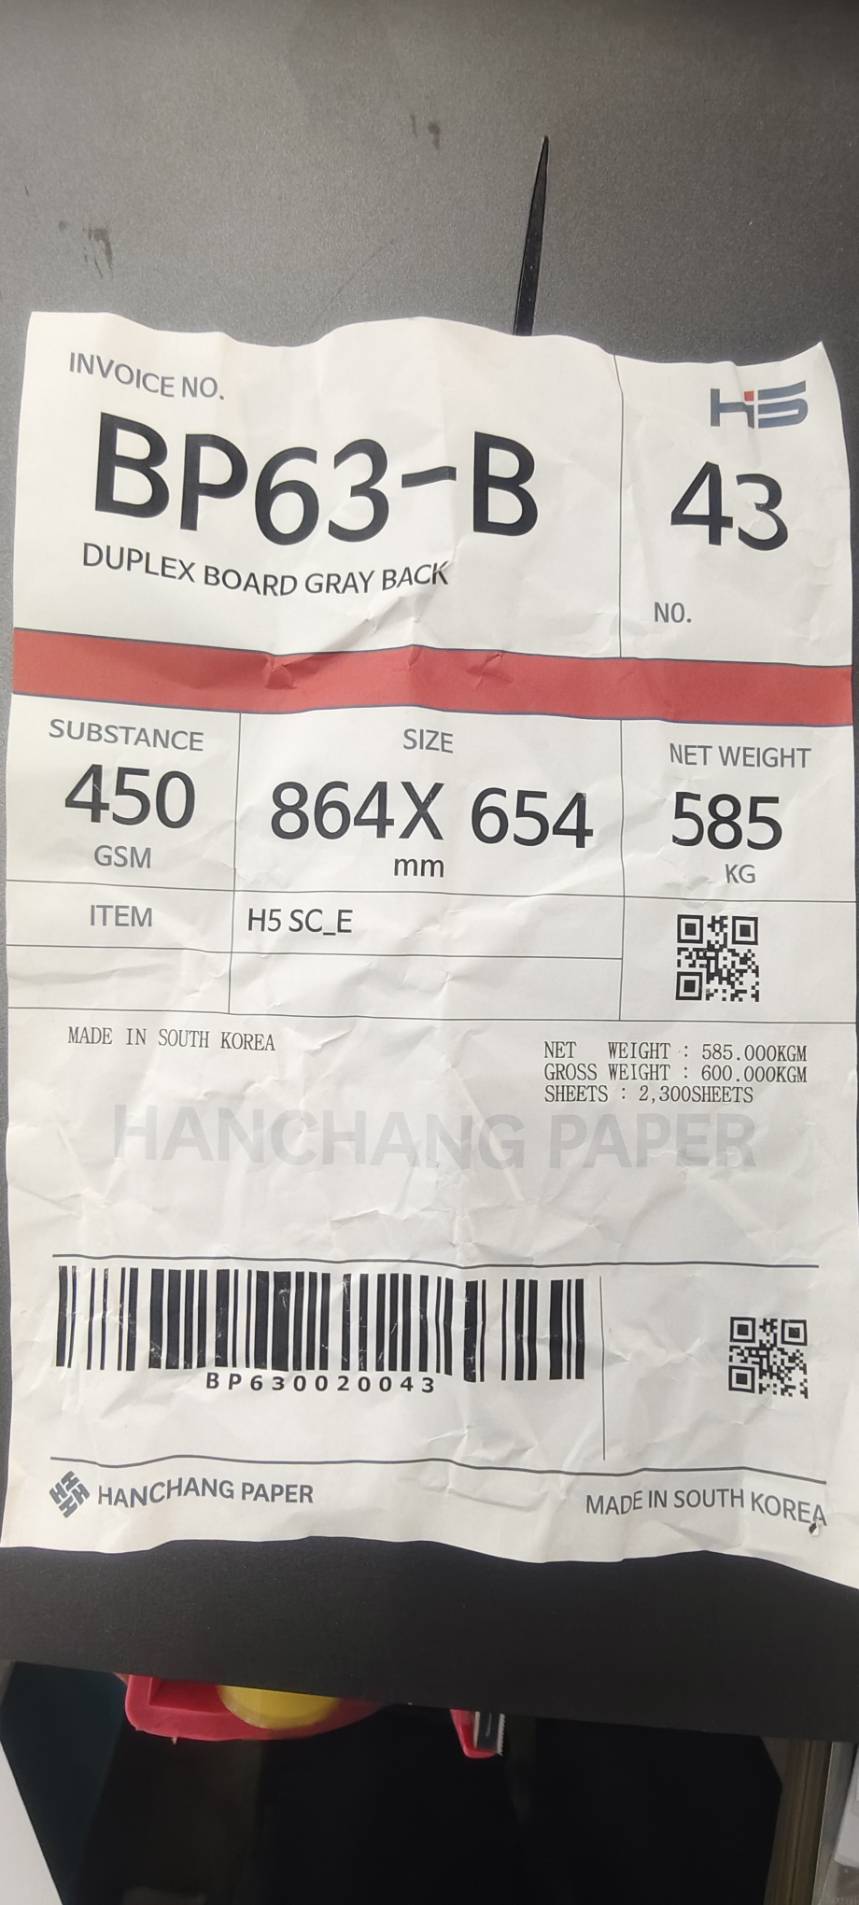 INVOICE NO.
H5
BP63-B
43
DUPLEX BOARD GRAY BACK
NO.
SUBSTANCE
SIZE
NET WEIGHT
450
864X 654
585
GSM
mm
KG
ITEM
H5 SC_E
MADE IN SOUTH KOREA
NET WEIGHT : 585.000KGM
GROSS WEIGHT : 600.000KGM
SHEETS : 2,300SHEETS
HANCHANG PAPER
BP630020043
HANCHANG PAPER
MADE IN SOUTH KOREA